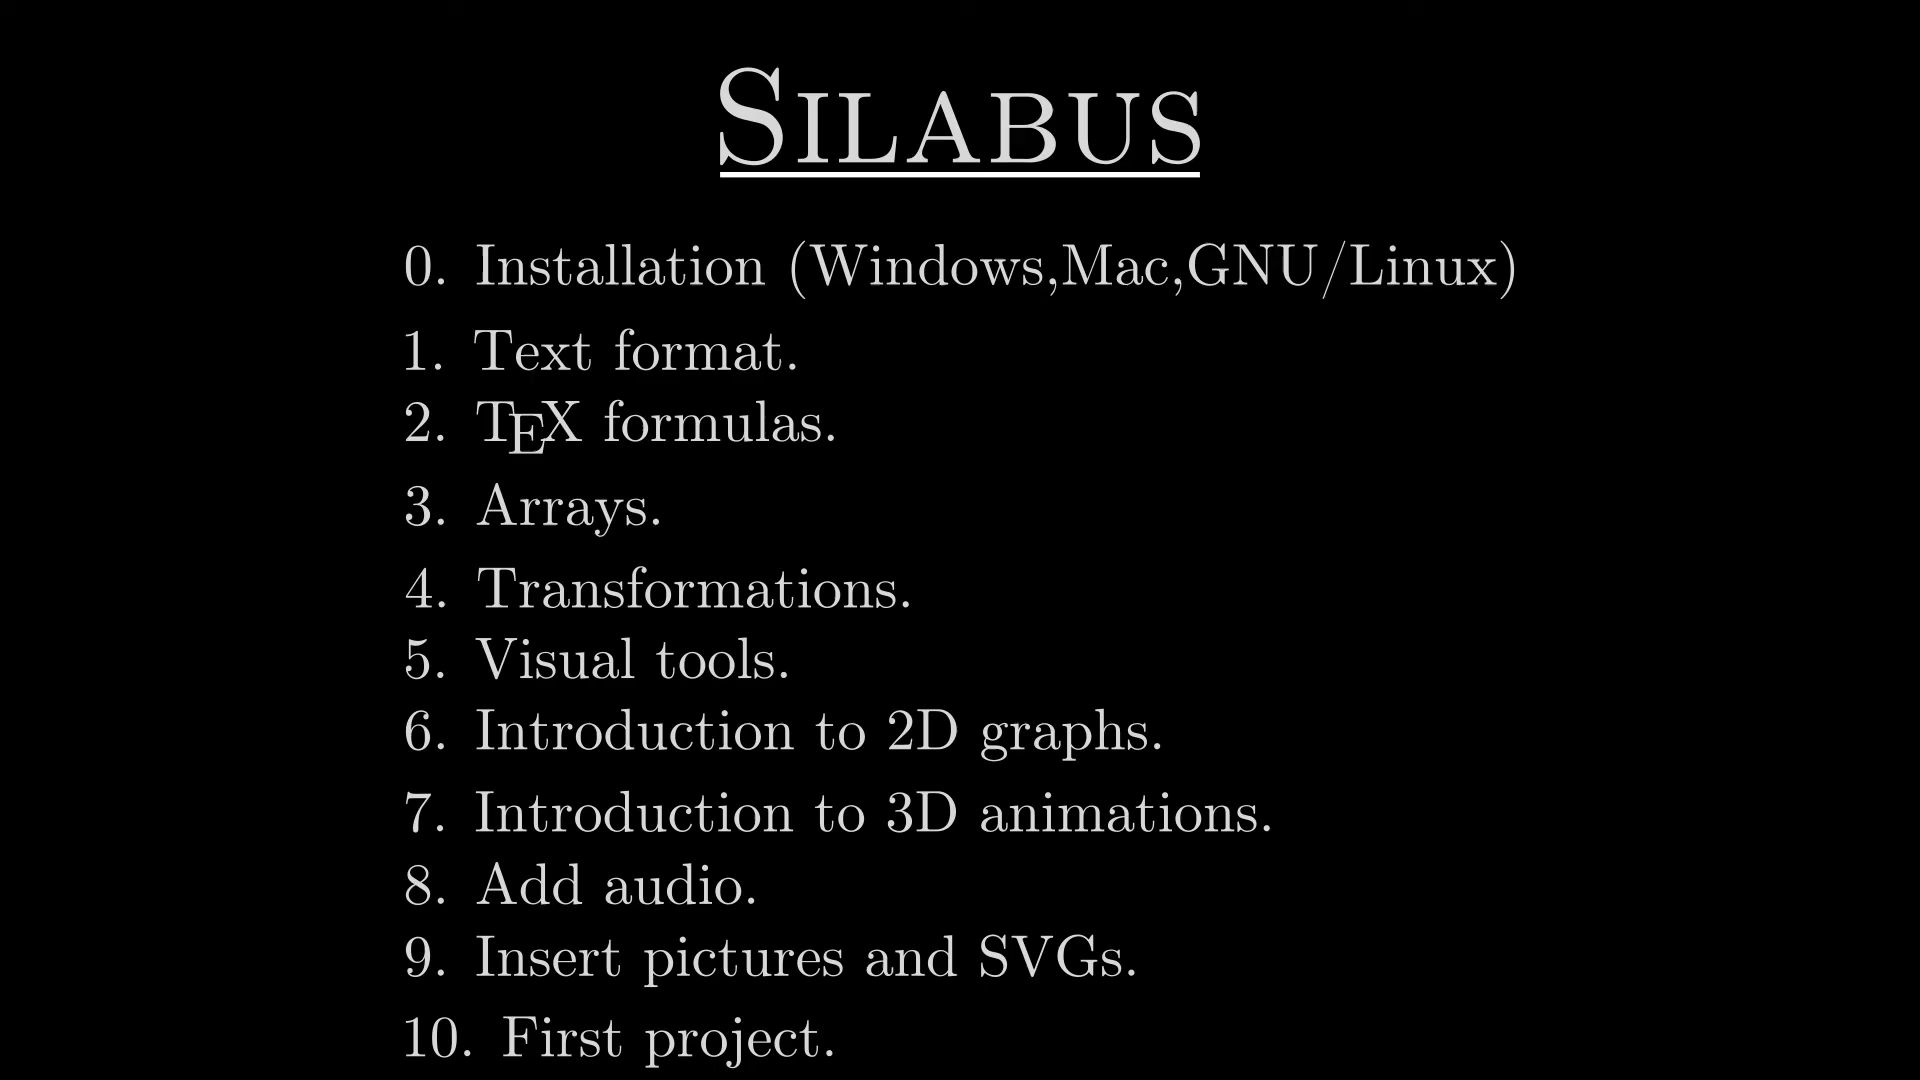 SILABUS
0. Installation (Windows,Mac,GNU/Linux)
1. Text format.
2. TEX formulas.
3. Arrays.
4. Transformations.
5. Visual tools.
6. Introduction to 2D graphs.
7. Introduction to 3D animations.
8. Add audio.
9. Insert pictures and SVGs.
10. First project.